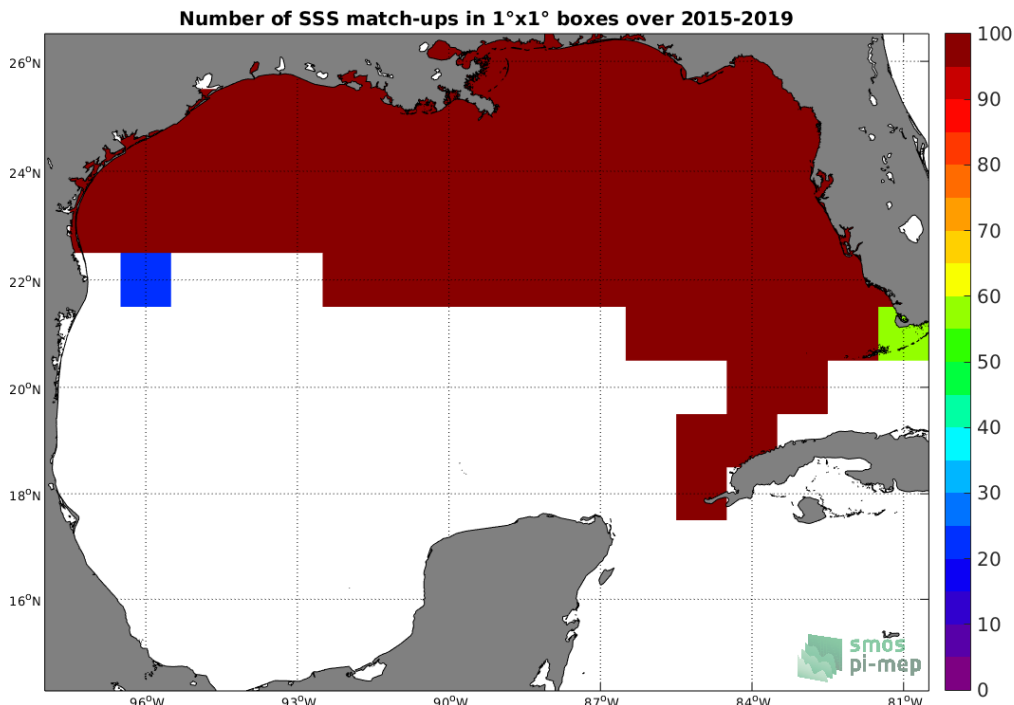 Number of SSS match-ups in 1°x1° boxes over 2015-2019
26°N
24°N
22°N
20°N
18°N
16°N
96°W
93°W
90°W
87°W
84°W
81°W
100
90
80
70
60
50
40
30
20
10
0
smos
pi-mep